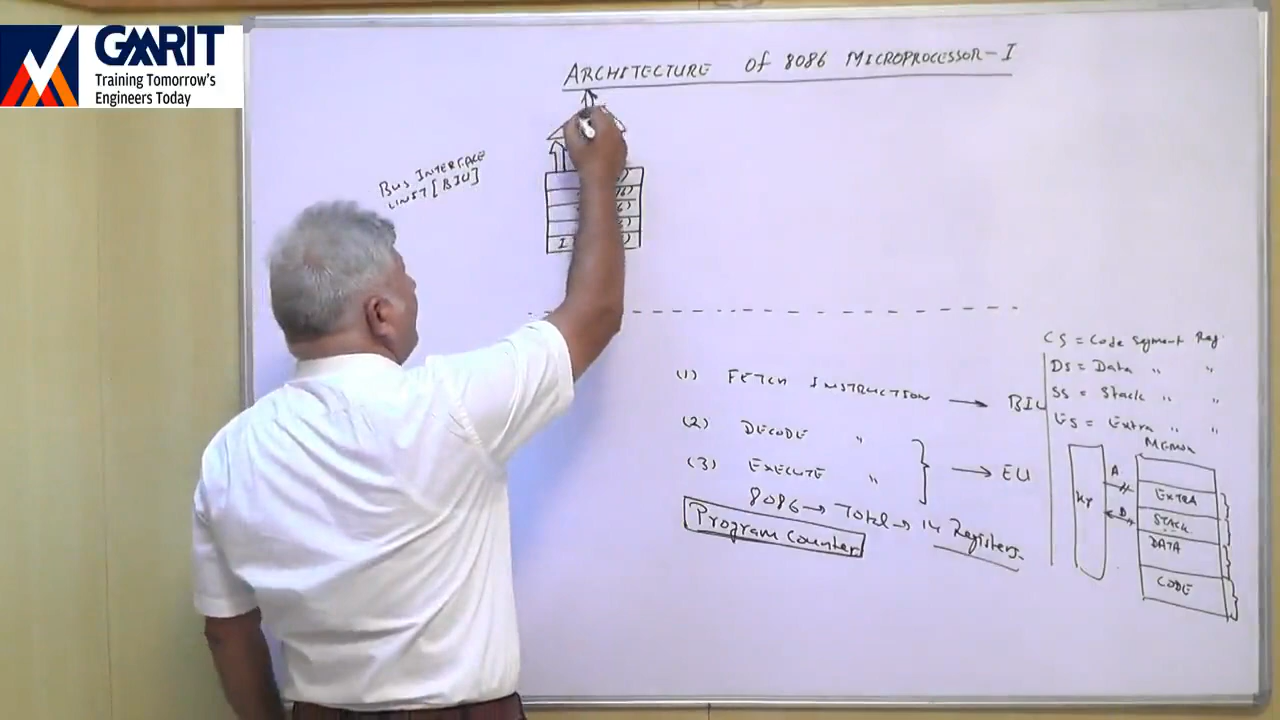 GMRIT
Training Tomorrow's
Engineers Today
ARCHITECTURE of 8086 MICROPROCESSOR-I
BUS INTERFACE
UNIT [BIU]
I
CS = Code Segment Reg.
DS = Data " "
SS = Stack " "
ES = Extra " "
(1) FETCH INSTRUCTION → BIU
(2) DECODE "
(3) EXECUTE " → EU
8086 → Total → 14 Registers
Program Counter
MEMORY
A
D
EXTRA
STACK
DATA
CODE